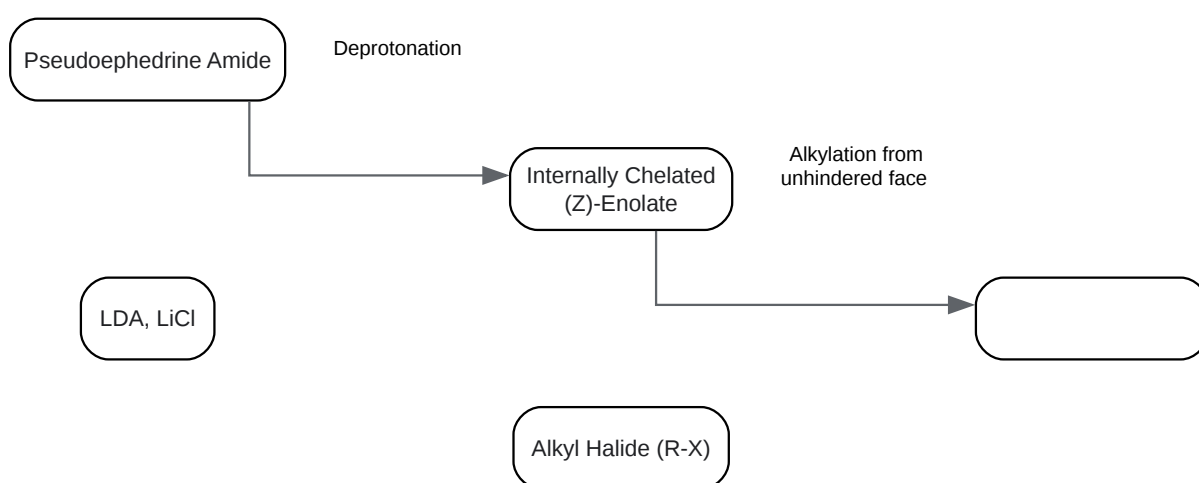 Pseudoephedrine Amide
Deprotonation
Internally Chelated
(Z)-Enolate
Alkylation from
unhindered face
LDA, LiCl
Alkyl Halide (R-X)